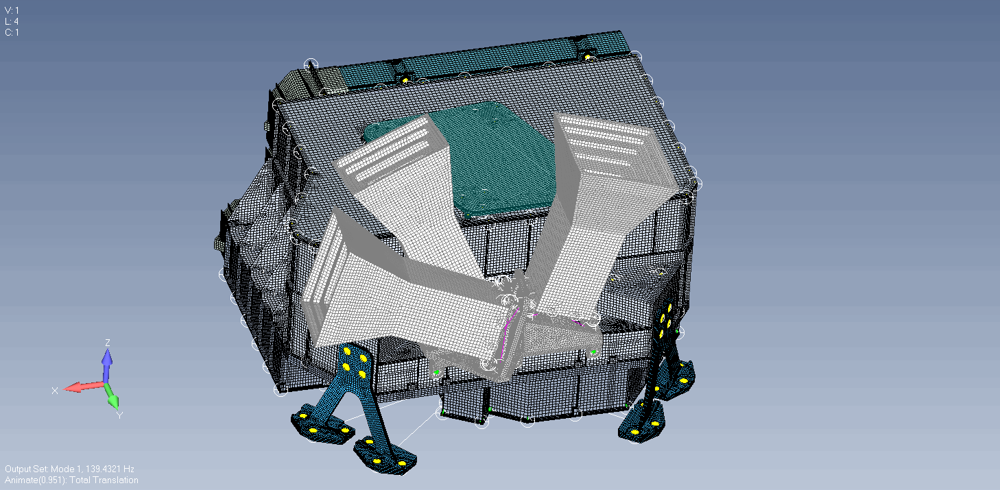 V: 1
L: 4
C: 1
Z
X
Y
Output Set: Mode 1, 139.4321 Hz
Animate(0.951): Total Translation